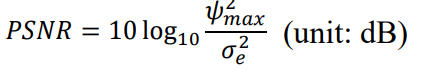 PSNR = 10 log₁₀ ψ²ₘₐₓ / σ²ₑ (unit: dB)